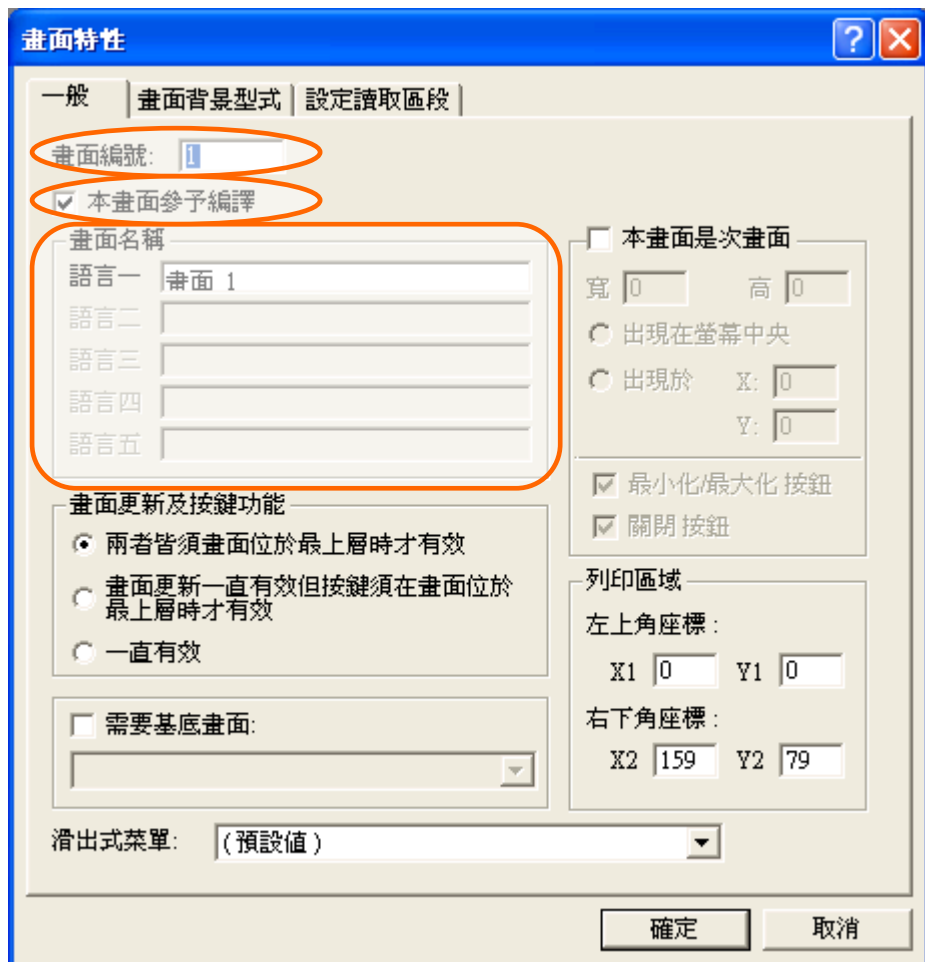 畫面特性
一般 畫面背景型式 設定讀取區段
畫面編號: 1
本畫面參予編譯
畫面名稱
語言一 畫面 1
語言二
語言三
語言四
語言五
畫面更新及按鍵功能
兩者皆須畫面位於最上層時才有效
畫面更新一直有效但按鍵須在畫面位於
最上層時才有效
一直有效
需要基底畫面:
本畫面是次畫面
寬 0 高 0
出現在螢幕中央
出現於 X: 0
Y: 0
最小化/最大化 按鈕
關閉 按鈕
列印區域
左上角座標 :
X1 0 Y1 0
右下角座標 :
X2 159 Y2 79
滑出式菜單: (預設值)
確定 取消